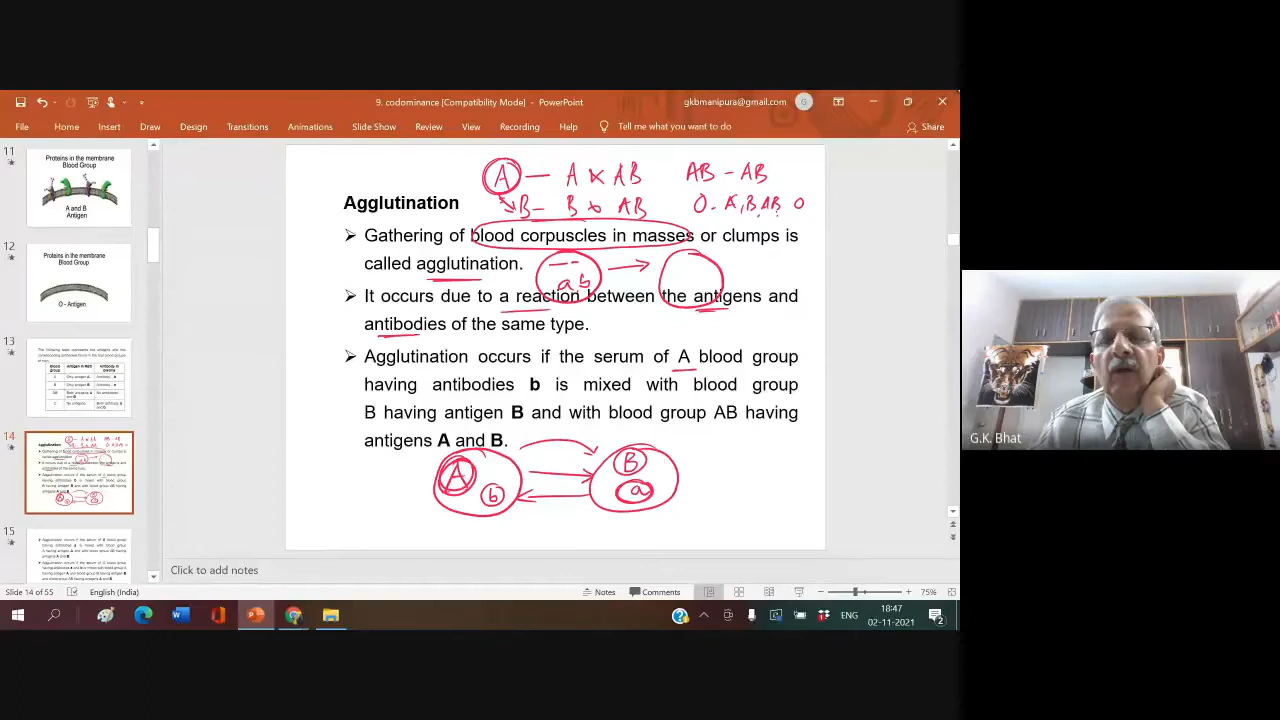 9. codominance [Compatibility Mode] - PowerPoint
gkbmanipura@gmail.com
G
File Home Insert Draw Design Transitions Animations Slide Show Review View Recording Help Tell me what you want to do Share
11
Proteins in the membrane
Blood Group
A and B
Antigen
12
Proteins in the membrane
Blood Group
O - Antigen
13
14
15
A — A x AB AB - AB
B — B x AB O - A, B, AB, O
Agglutination
➢ Gathering of blood corpuscles in masses or clumps is
called agglutination.
a b
➢ It occurs due to a reaction between the antigens and
antibodies of the same type.
➢ Agglutination occurs if the serum of A blood group
having antibodies b is mixed with blood group
B having antigen B and with blood group AB having
antigens A and B.
A B
b a
G.K. Bhat
Click to add notes
Slide 14 of 55 English (India) Notes Comments 75%
ENG 18:47
02-11-2021
2